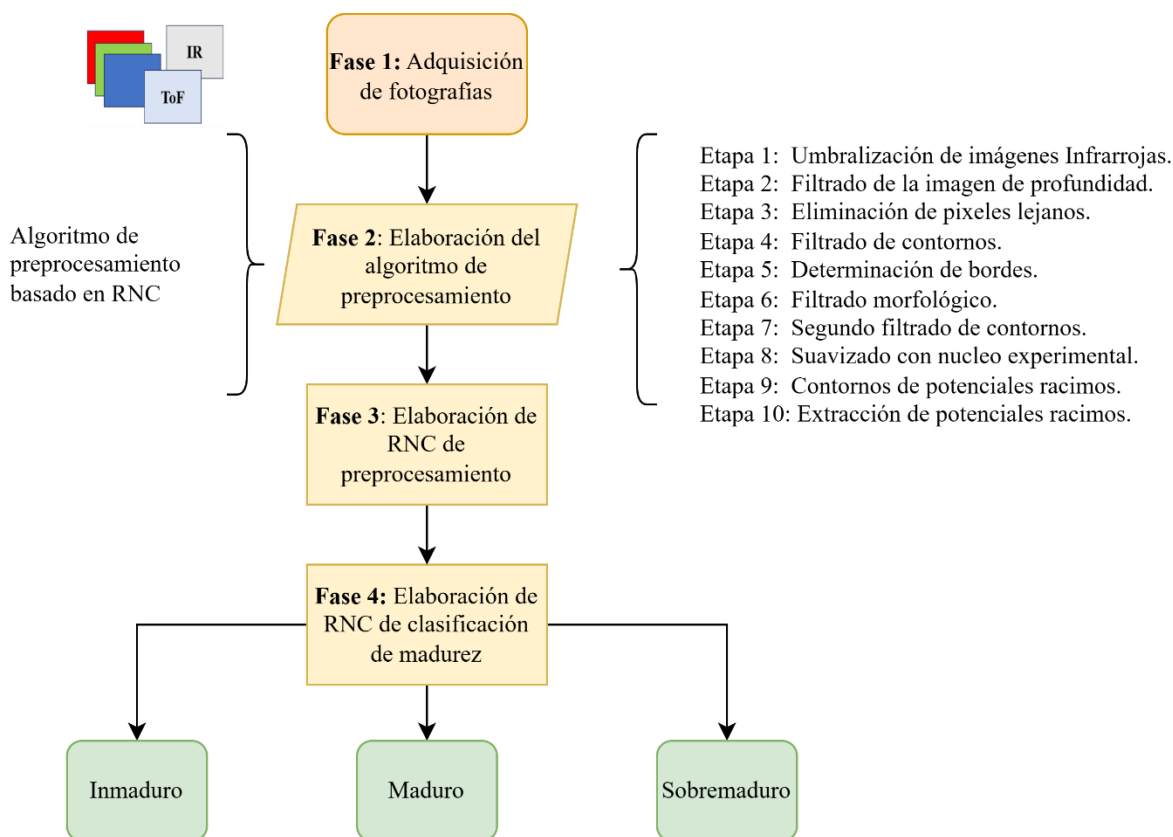 IR
ToF
Fase 1: Adquisición
de fotografías
Algoritmo de
preprocesamiento
basado en RNC
Fase 2: Elaboración del
algoritmo de
preprocesamiento
Etapa 1: Umbralización de imágenes Infrarrojas.
Etapa 2: Filtrado de la imagen de profundidad.
Etapa 3: Eliminación de pixeles lejanos.
Etapa 4: Filtrado de contornos.
Etapa 5: Determinación de bordes.
Etapa 6: Filtrado morfológico.
Etapa 7: Segundo filtrado de contornos.
Etapa 8: Suavizado con nucleo experimental.
Etapa 9: Contornos de potenciales racimos.
Etapa 10: Extracción de potenciales racimos.
Fase 3: Elaboración de
RNC de
preprocesamiento
Fase 4: Elaboración de
RNC de clasificación
de madurez
Inmaduro
Maduro
Sobremaduro